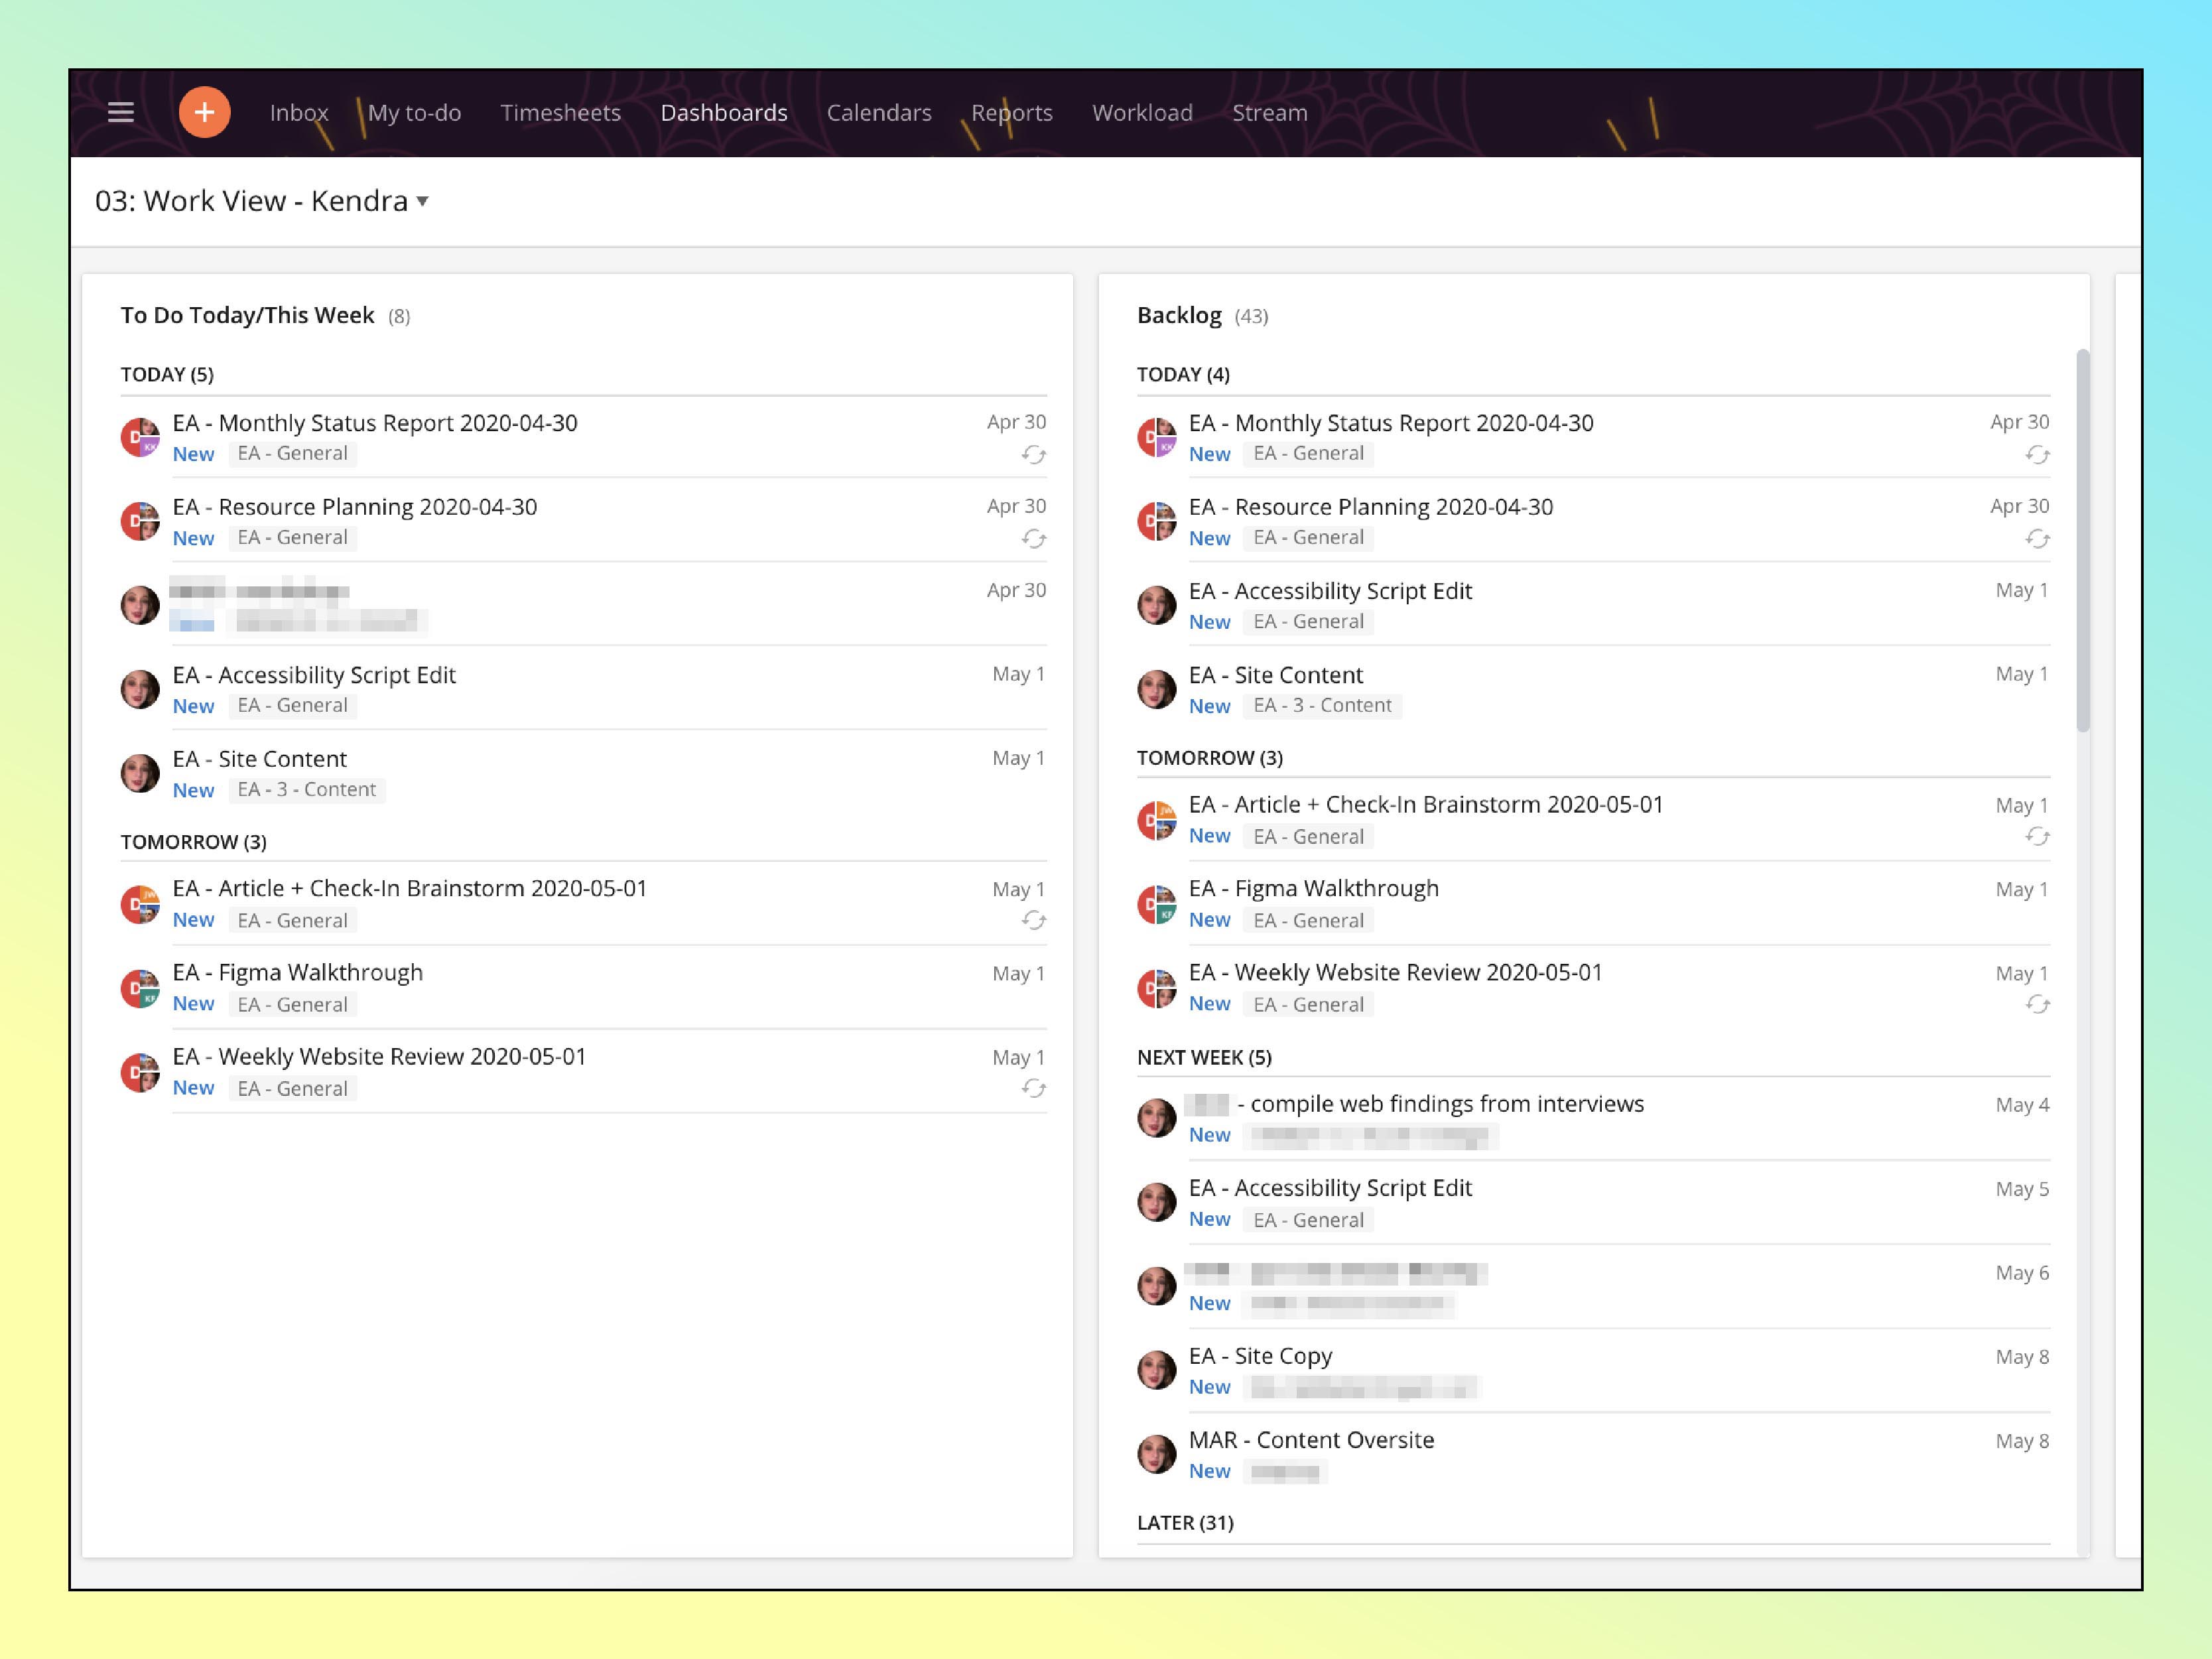 Inbox My to-do Timesheets Dashboards Calendars Reports Workload Stream
03: Work View - Kendra
To Do Today/This Week (8)
TODAY (5)
EA - Monthly Status Report 2020-04-30 Apr 30
New EA - General
EA - Resource Planning 2020-04-30 Apr 30
New EA - General
Apr 30
EA - Accessibility Script Edit May 1
New EA - General
EA - Site Content May 1
New EA - 3 - Content
TOMORROW (3)
EA - Article + Check-In Brainstorm 2020-05-01 May 1
New EA - General
EA - Figma Walkthrough May 1
New EA - General
EA - Weekly Website Review 2020-05-01 May 1
New EA - General
Backlog (43)
TODAY (4)
EA - Monthly Status Report 2020-04-30 Apr 30
New EA - General
EA - Resource Planning 2020-04-30 Apr 30
New EA - General
EA - Accessibility Script Edit May 1
New EA - General
EA - Site Content May 1
New EA - 3 - Content
TOMORROW (3)
EA - Article + Check-In Brainstorm 2020-05-01 May 1
New EA - General
EA - Figma Walkthrough May 1
New EA - General
EA - Weekly Website Review 2020-05-01 May 1
New EA - General
NEXT WEEK (5)
- compile web findings from interviews May 4
New
EA - Accessibility Script Edit May 5
New EA - General
May 6
New
EA - Site Copy May 8
New
MAR - Content Oversite May 8
New
LATER (31)